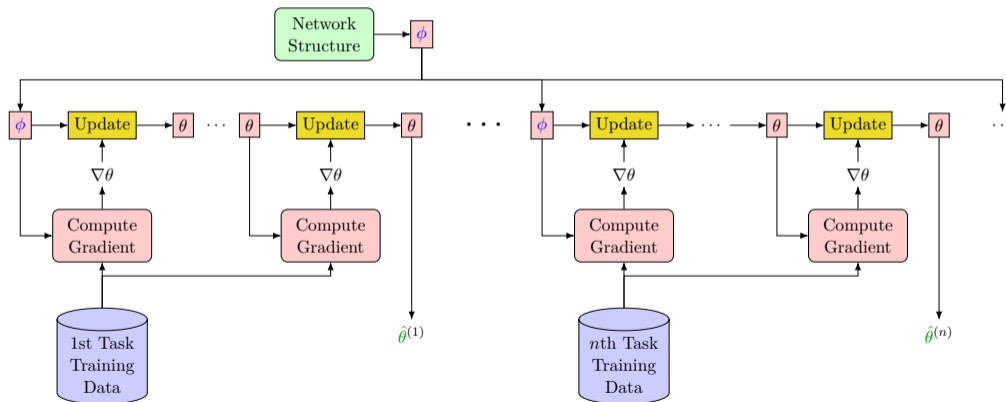 Network
Structure
ϕ
ϕ
Update
θ
···
θ
Update
θ
···
ϕ
Update
···
θ
Update
θ
··
∇θ
∇θ
∇θ
∇θ
Compute
Gradient
Compute
Gradient
Compute
Gradient
Compute
Gradient
1st Task
Training
Data
θ̂⁽¹⁾
nth Task
Training
Data
θ̂⁽ⁿ⁾